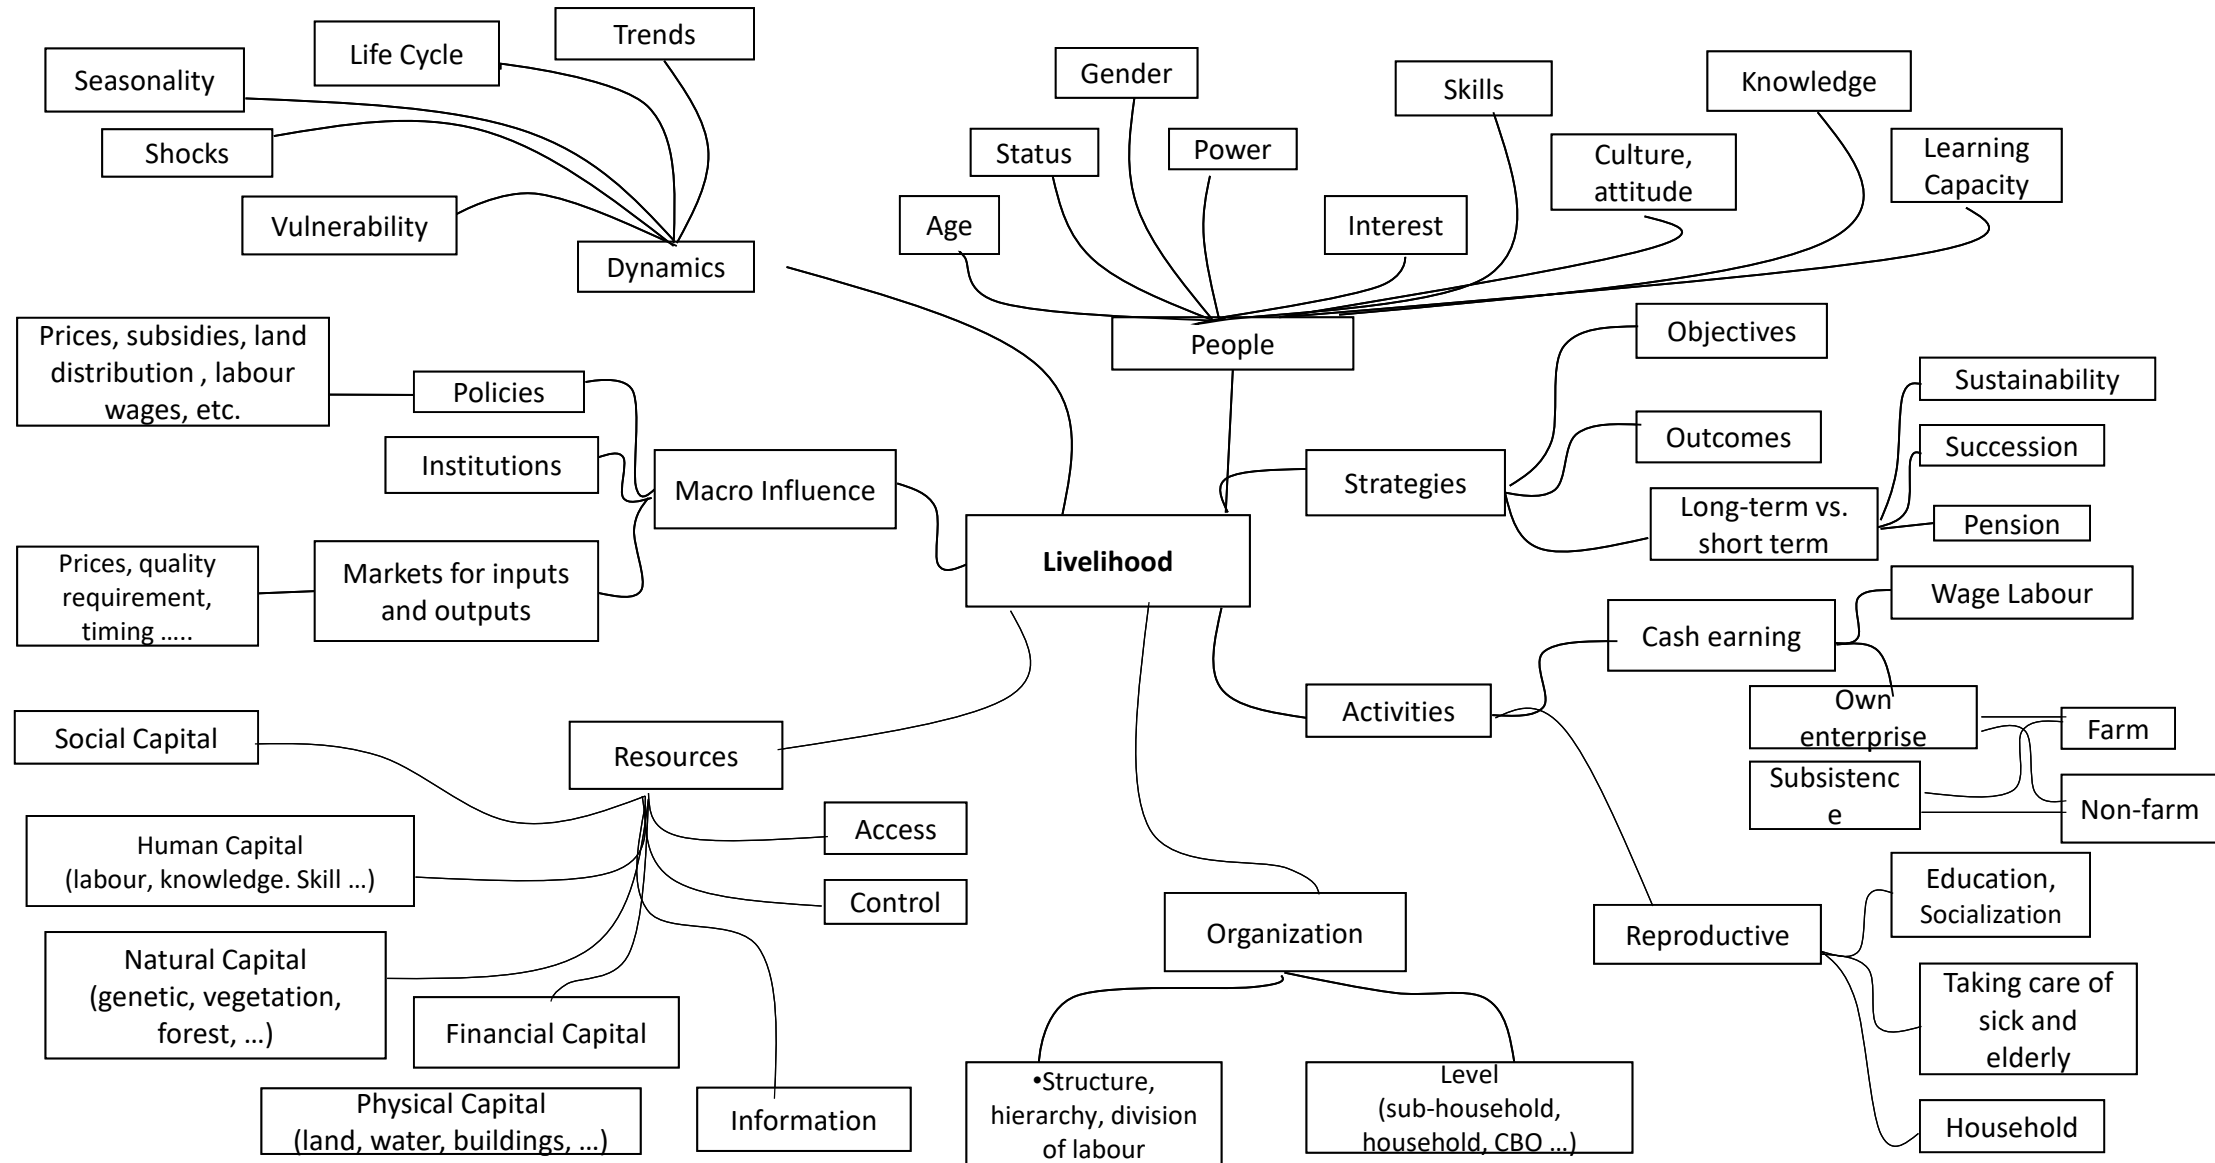 Trends
Life Cycle
Seasonality
Shocks
Vulnerability
Dynamics
Gender
Skills
Knowledge
Status
Power
Culture,
attitude
Learning
Capacity
Age
Interest
People
Prices, subsidies, land
distribution , labour
wages, etc.
Policies
Institutions
Macro Influence
Prices, quality
requirement,
timing .....
Markets for inputs
and outputs
Livelihood
Strategies
Objectives
Outcomes
Long-term vs.
short term
Sustainability
Succession
Pension
Activities
Cash earning
Wage Labour
Own
enterprise
Subsistenc
e
Farm
Non-farm
Reproductive
Education,
Socialization
Taking care of
sick and
elderly
Household
Resources
Social Capital
Human Capital
(labour, knowledge. Skill ...)
Natural Capital
(genetic, vegetation,
forest, ...)
Financial Capital
Physical Capital
(land, water, buildings, ...)
Access
Control
Information
Organization
•Structure,
hierarchy, division
of labour
Level
(sub-household,
household, CBO ...)